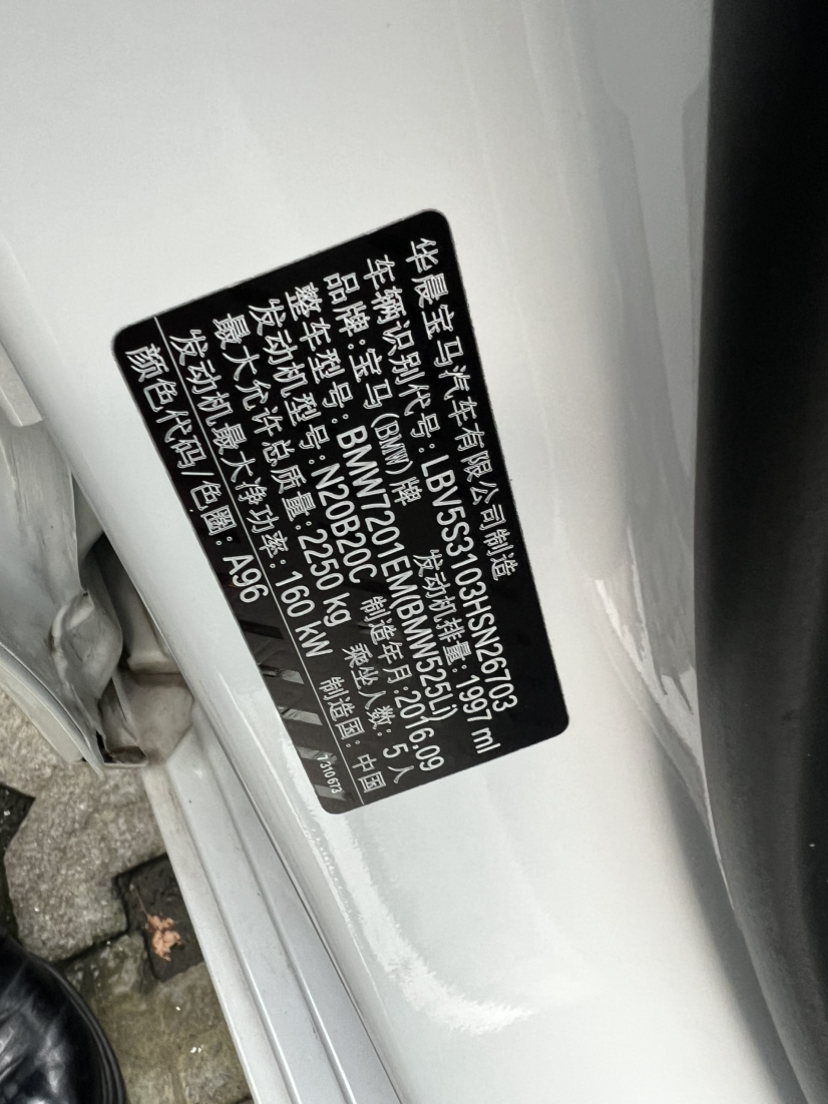 华晨宝马汽车有限公司制造
车辆识别代号:LBV5S3103HSN26703
品牌:宝马(BMW)牌 发动机排量:1997 ml
整车型号:BMW7201EM(BMW525Li)
发动机型号:N20B20C 制造年月:2016.09
最大允许总质量:2250 kg 乘坐人数:5人
发动机最大净功率:160 kW 制造国:中国
颜色代码/色圈:A96 7 310 673